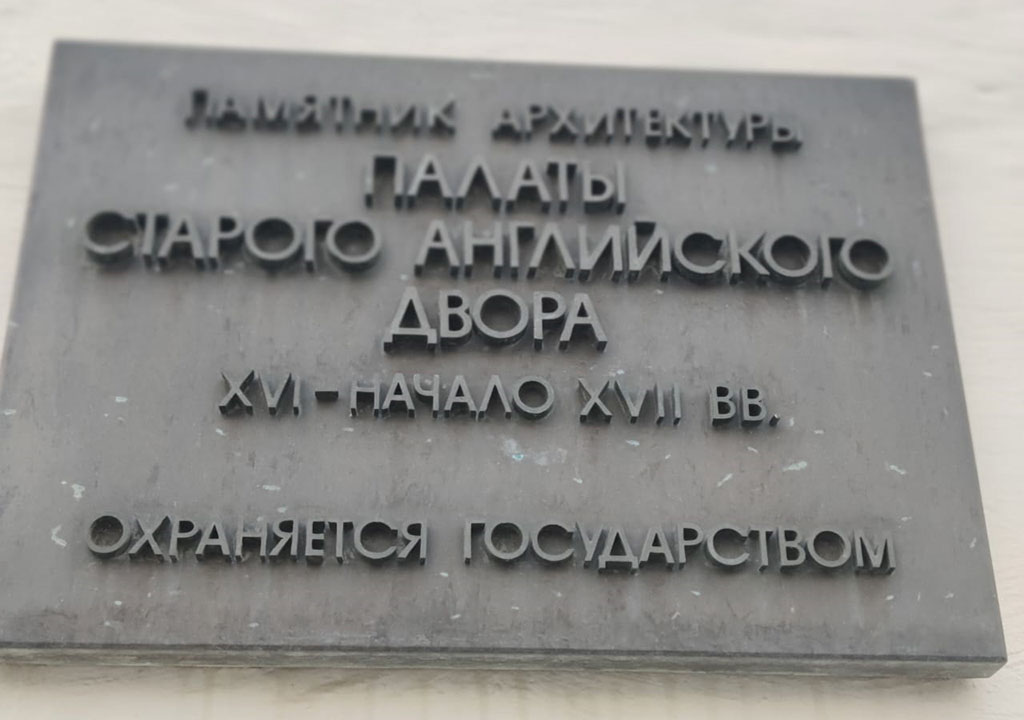 ПАМЯТНИК АРХИТЕКТУРЫ
ПАЛАТЫ
СТАРОГО АНГЛИЙСКОГО
ДВОРА
XVI - НАЧАЛО XVII ВВ.
ОХРАНЯЕТСЯ ГОСУДАРСТВОМ